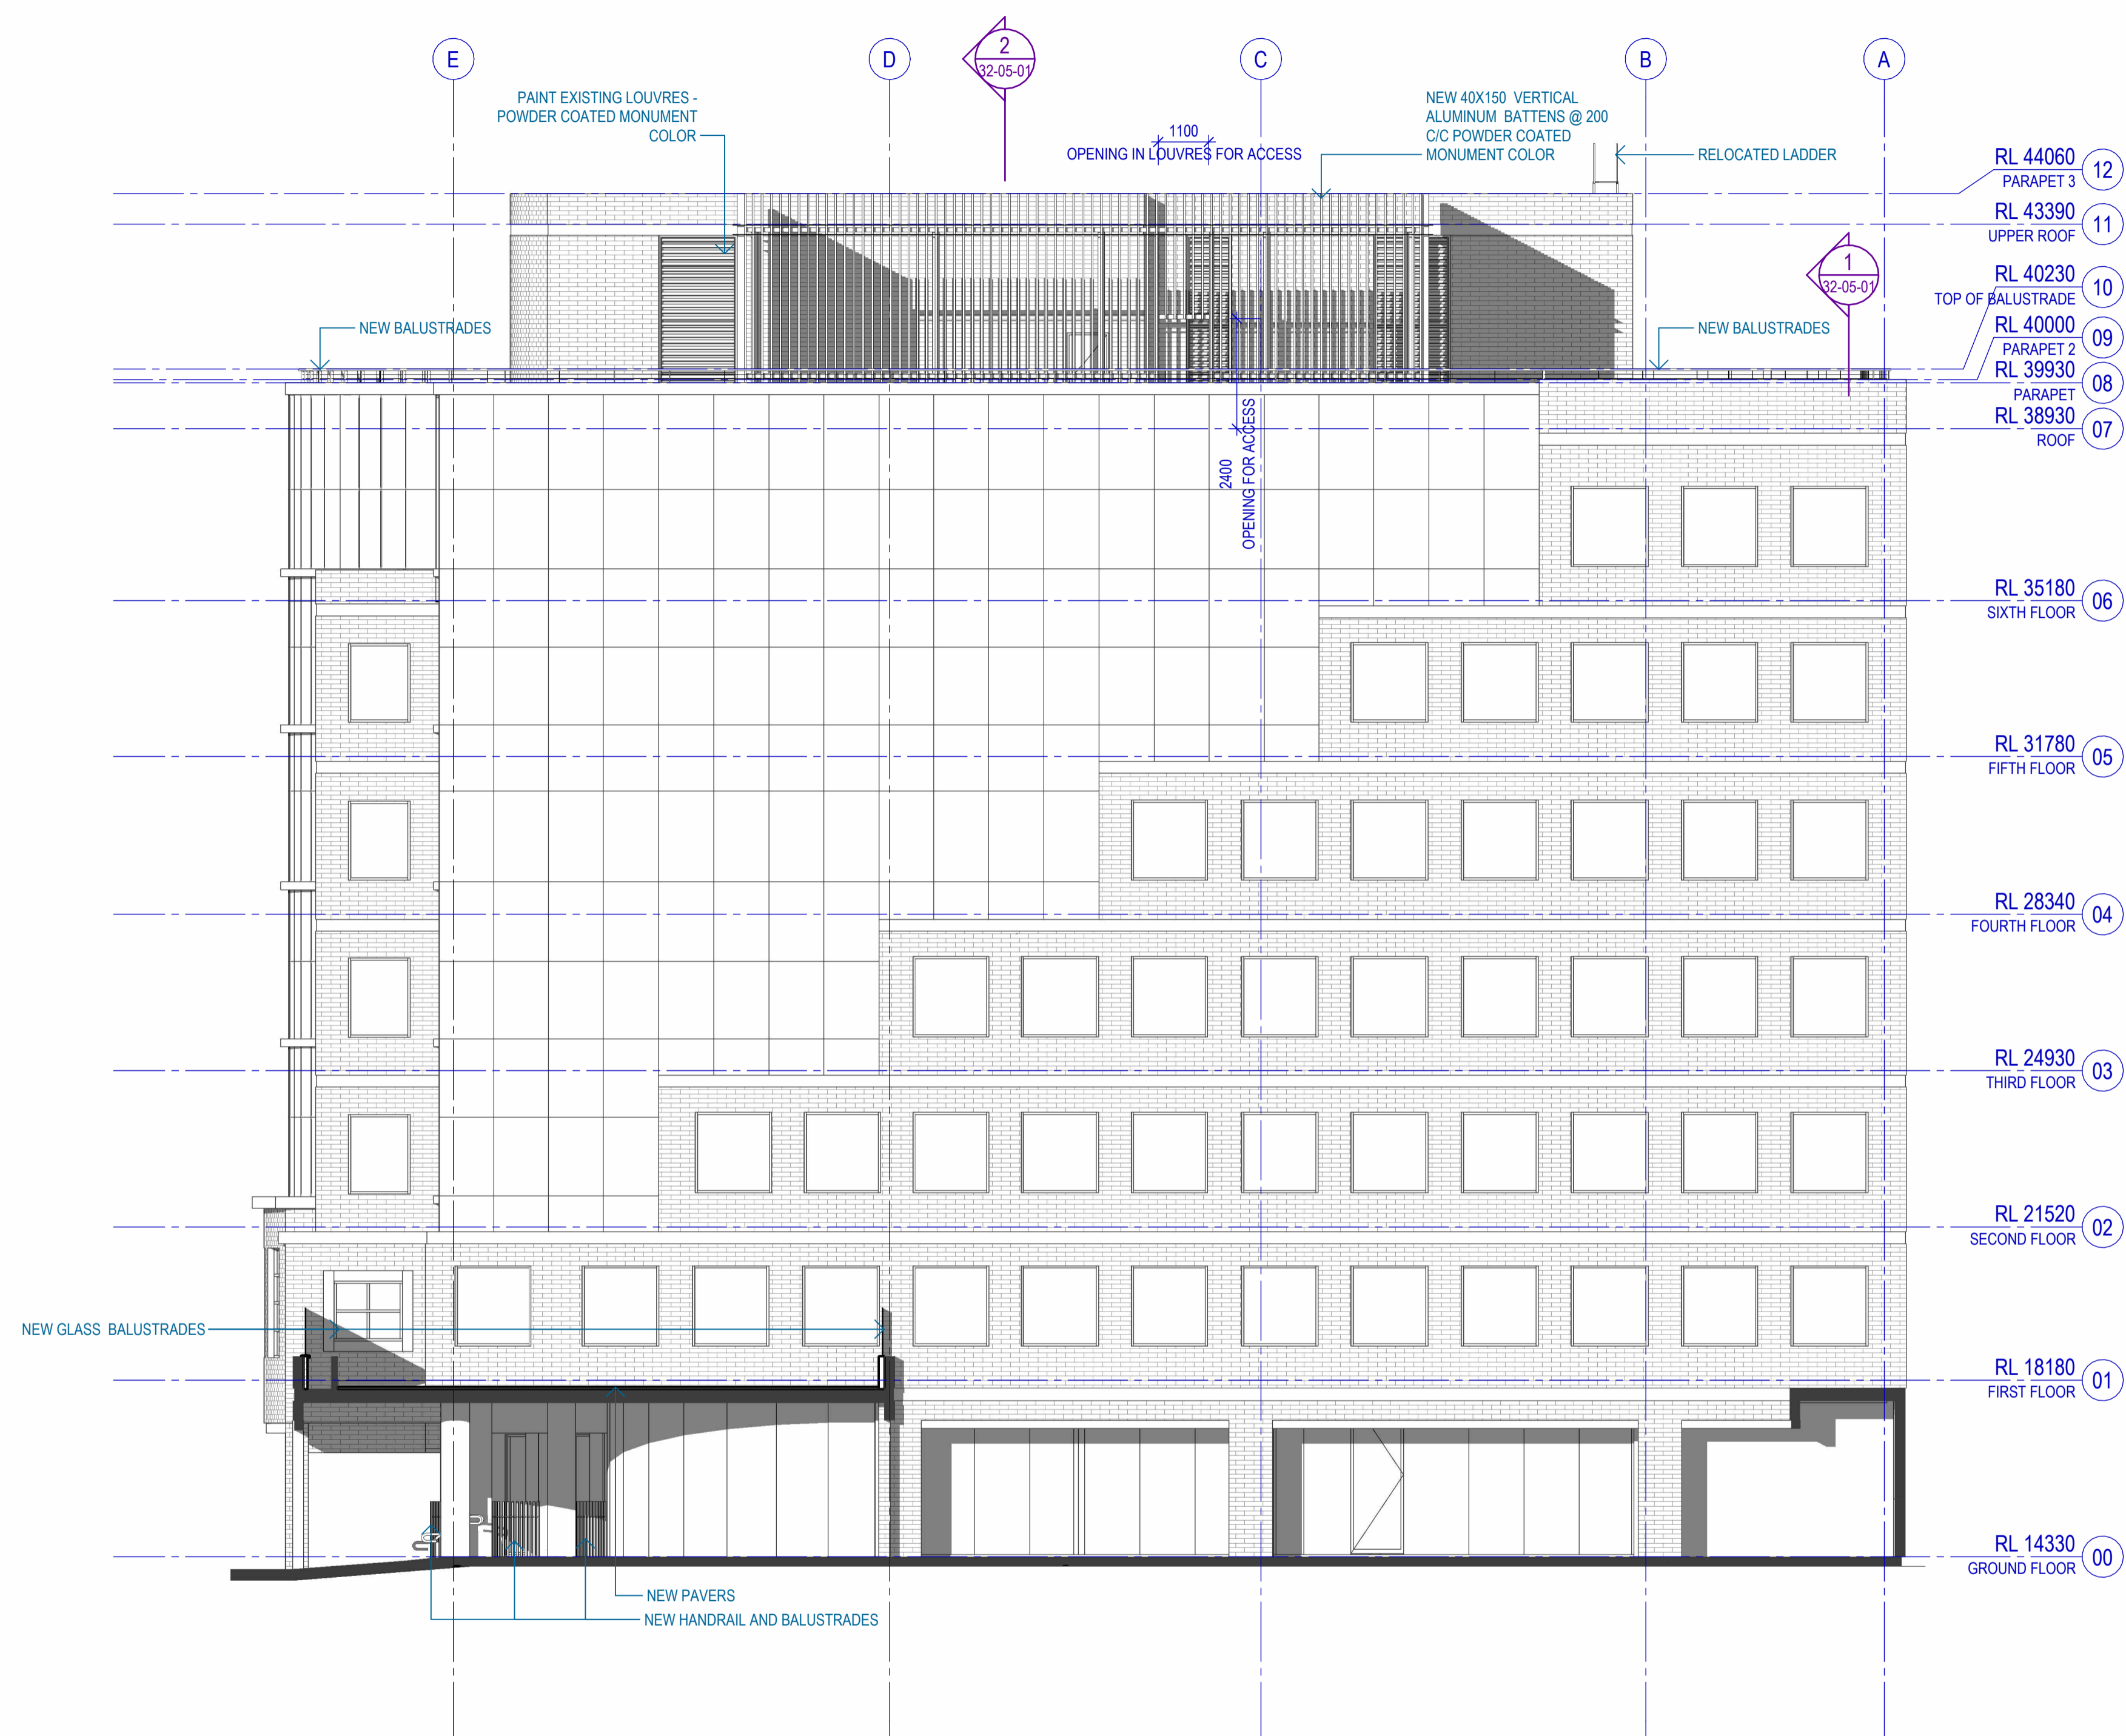 E
D
2
32-05-01
C
B
A
PAINT EXISTING LOUVRES -
POWDER COATED MONUMENT
COLOR
1100
OPENING IN LOUVRES FOR ACCESS
NEW 40X150 VERTICAL
ALUMINUM BATTENS @ 200
C/C POWDER COATED
MONUMENT COLOR
RELOCATED LADDER
RL 44060
PARAPET 3
12
RL 43390
UPPER ROOF
11
1
32-05-01
RL 40230
TOP OF BALUSTRADE
10
NEW BALUSTRADES
NEW BALUSTRADES
RL 40000
PARAPET 2
09
RL 39930
PARAPET
08
RL 38930
ROOF
07
2400
OPENING FOR ACCESS
RL 35180
SIXTH FLOOR
06
RL 31780
FIFTH FLOOR
05
RL 28340
FOURTH FLOOR
04
RL 24930
THIRD FLOOR
03
RL 21520
SECOND FLOOR
02
NEW GLASS BALUSTRADES
RL 18180
FIRST FLOOR
01
RL 14330
GROUND FLOOR
00
NEW PAVERS
NEW HANDRAIL AND BALUSTRADES